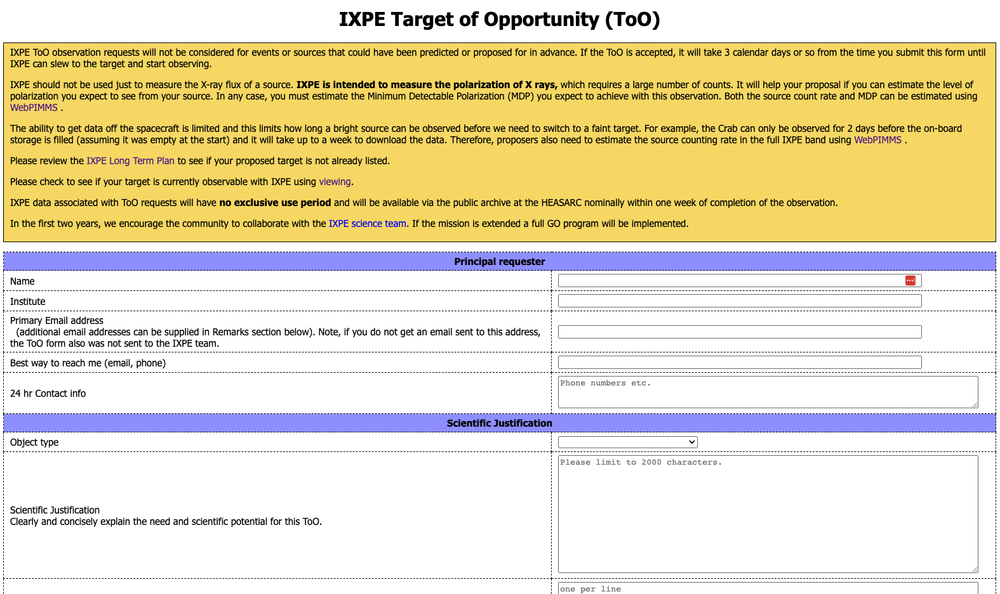 IXPE Target of Opportunity (ToO)
IXPE ToO observation requests will not be considered for events or sources that could have been predicted or proposed for in advance. If the ToO is accepted, it will take 3 calendar days or so from the time you submit this form until
IXPE can slew to the target and start observing.
IXPE should not be used just to measure the X-ray flux of a source. IXPE is intended to measure the polarization of X rays, which requires a large number of counts. It will help your proposal if you can estimate the level of
polarization you expect to see from your source. In any case, you must estimate the Minimum Detectable Polarization (MDP) you expect to achieve with this observation. Both the source count rate and MDP can be estimated using
WebPIMMS .
The ability to get data off the spacecraft is limited and this limits how long a bright source can be observed before we need to switch to a faint target. For example, the Crab can only be observed for 2 days before the on-board
storage is filled (assuming it was empty at the start) and it will take up to a week to download the data. Therefore, proposers also need to estimate the source counting rate in the full IXPE band using WebPIMMS .
Please review the IXPE Long Term Plan to see if your proposed target is not already listed.
Please check to see if your target is currently observable with IXPE using viewing.
IXPE data associated with ToO requests will have no exclusive use period and will be available via the public archive at the HEASARC nominally within one week of completion of the observation.
In the first two years, we encourage the community to collaborate with the IXPE science team. If the mission is extended a full GO program will be implemented.
Principal requester
Name
Institute
Primary Email address
(additional email addresses can be supplied in Remarks section below). Note, if you do not get an email sent to this address,
the ToO form also was not sent to the IXPE team.
Best way to reach me (email, phone)
24 hr Contact info
Phone numbers etc.
Scientific Justification
Object type
Please limit to 2000 characters.
Scientific Justification
Clearly and concisely explain the need and scientific potential for this ToO.
one per line